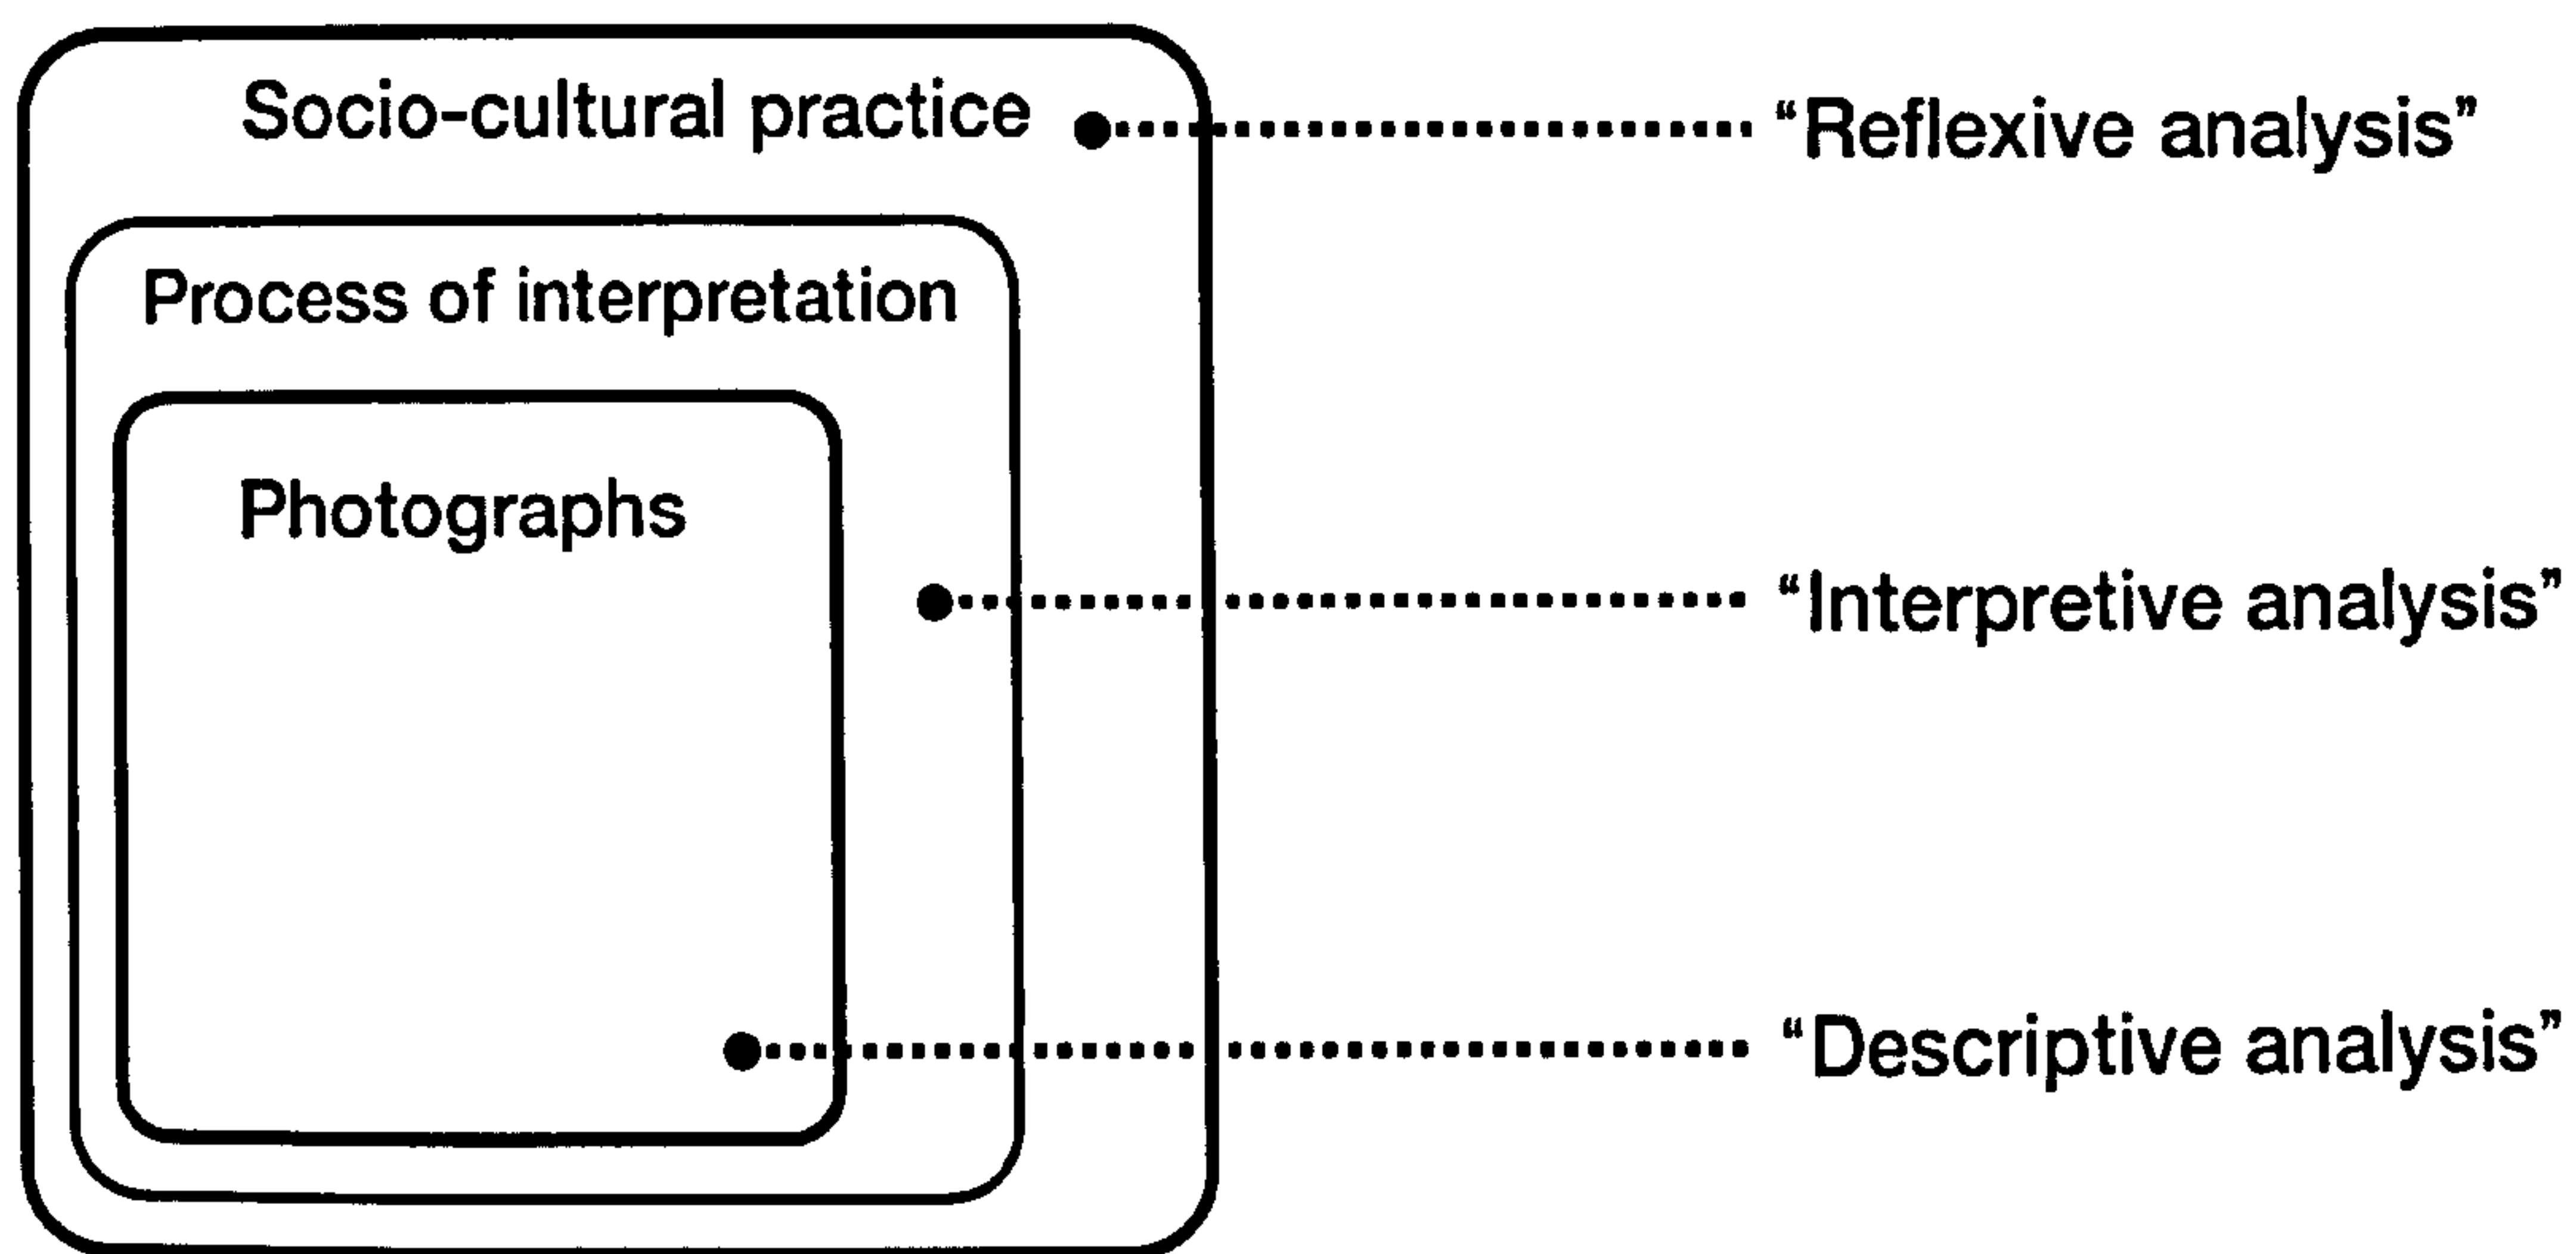 Socio-cultural practice
“Reflexive analysis”
Process of interpretation
Photographs
“Interpretive analysis”
“Descriptive analysis”